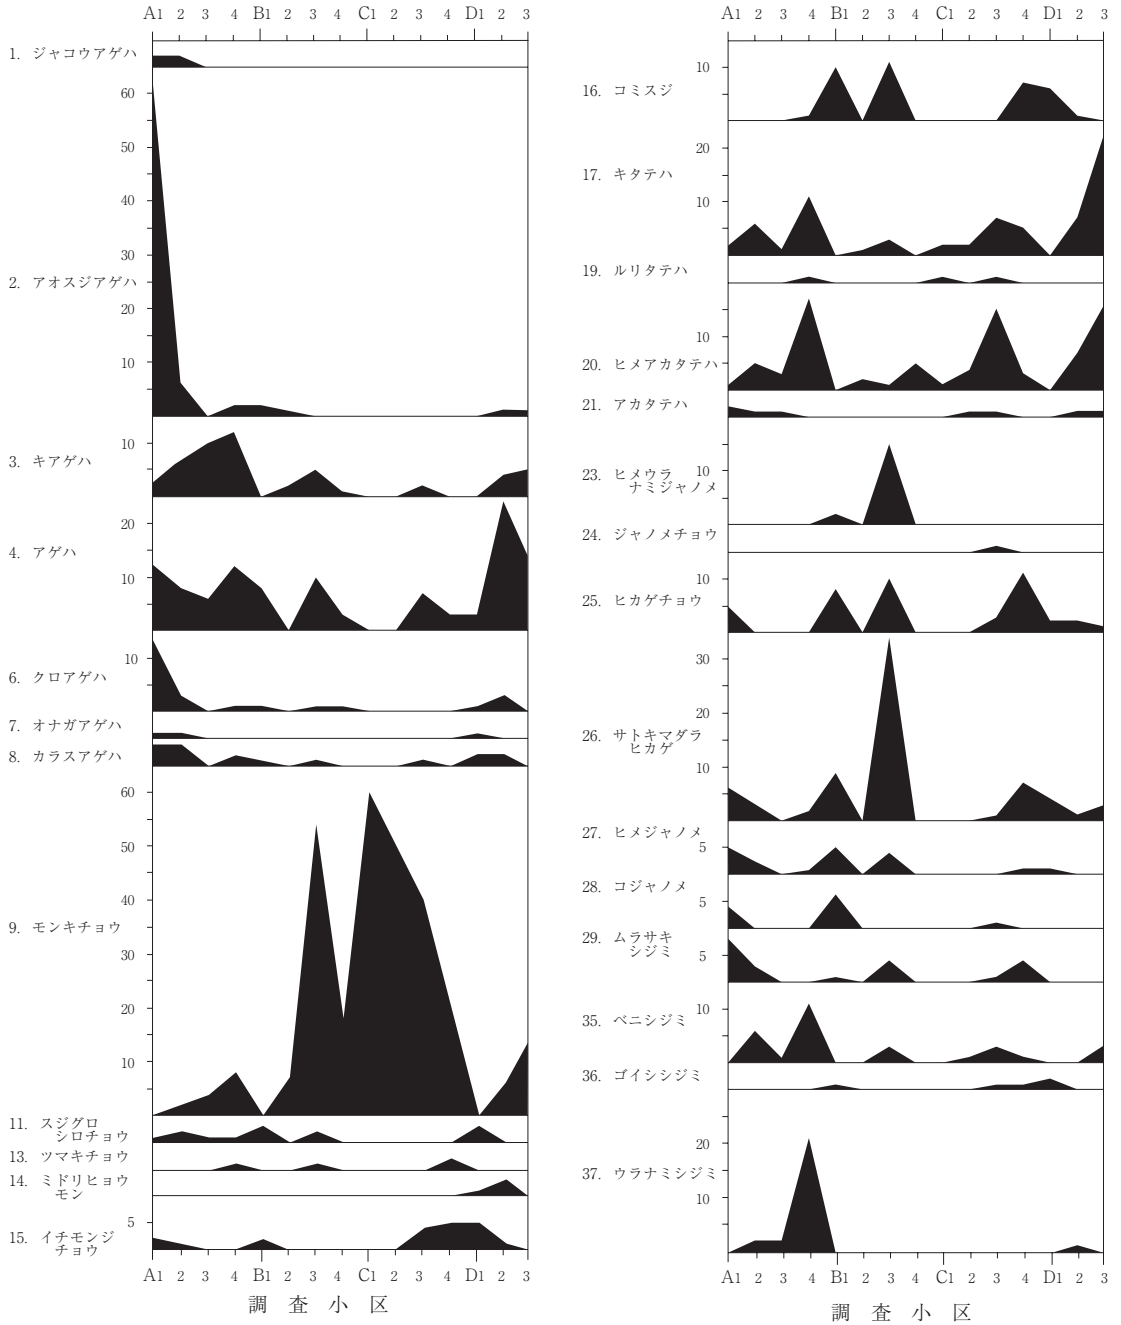 A1 2 3 4 B1 2 3 4 C1 2 3 4 D1 2 3
1. ジャコウアゲハ
60
50
40
30
2. アオスジアゲハ
20
10
10
3. キアゲハ
20
4. アゲハ
10
10
6. クロアゲハ
7. オナガアゲハ
8. カラスアゲハ
60
50
40
9. モンキチョウ
30
20
10
11. スジグロ
シロチョウ
13. ツマキチョウ
14. ミドリヒョウ
モン
5
15. イチモンジ
チョウ
A1 2 3 4 B1 2 3 4 C1 2 3 4 D1 2 3
調査小区
A1 2 3 4 B1 2 3 4 C1 2 3 4 D1 2 3
10
16. コミスジ
20
17. キタテハ
10
19. ルリタテハ
10
20. ヒメアカタテハ
21. アカタテハ
23. ヒメウラ 10
ナミジャノメ
24. ジャノメチョウ
10
25. ヒカゲチョウ
30
20
26. サトキマダラ
ヒカゲ
10
27. ヒメジャノメ
5
28. コジャノメ
5
29. ムラサキ
シジミ
5
10
35. ベニシジミ
36. ゴイシシジミ
20
37. ウラナミシジミ
10
A1 2 3 4 B1 2 3 4 C1 2 3 4 D1 2 3
調査小区